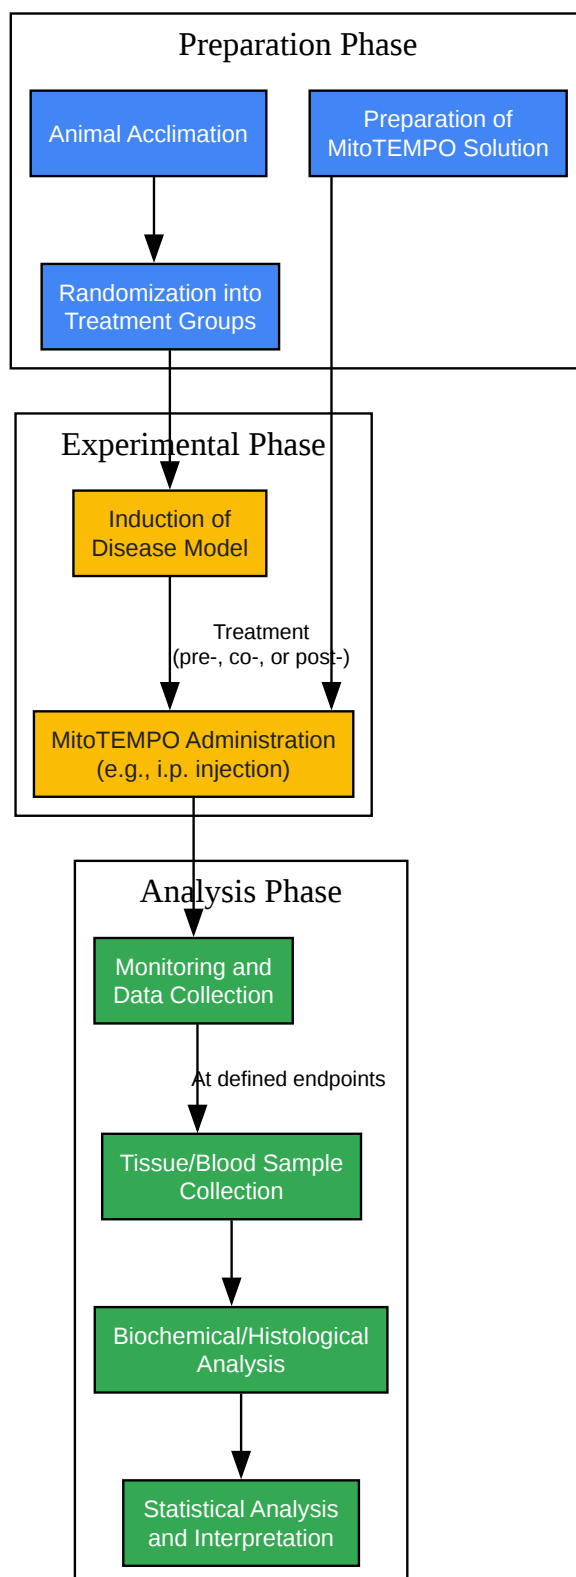 Preparation Phase
Animal Acclimation
Preparation of
MitoTEMPO Solution
Randomization into
Treatment Groups
Experimental Phase
Induction of
Disease Model
Treatment
(pre-, co-, or post-)
MitoTEMPO Administration
(e.g., i.p. injection)
Analysis Phase
Monitoring and
Data Collection
At defined endpoints
Tissue/Blood Sample
Collection
Biochemical/Histological
Analysis
Statistical Analysis
and Interpretation